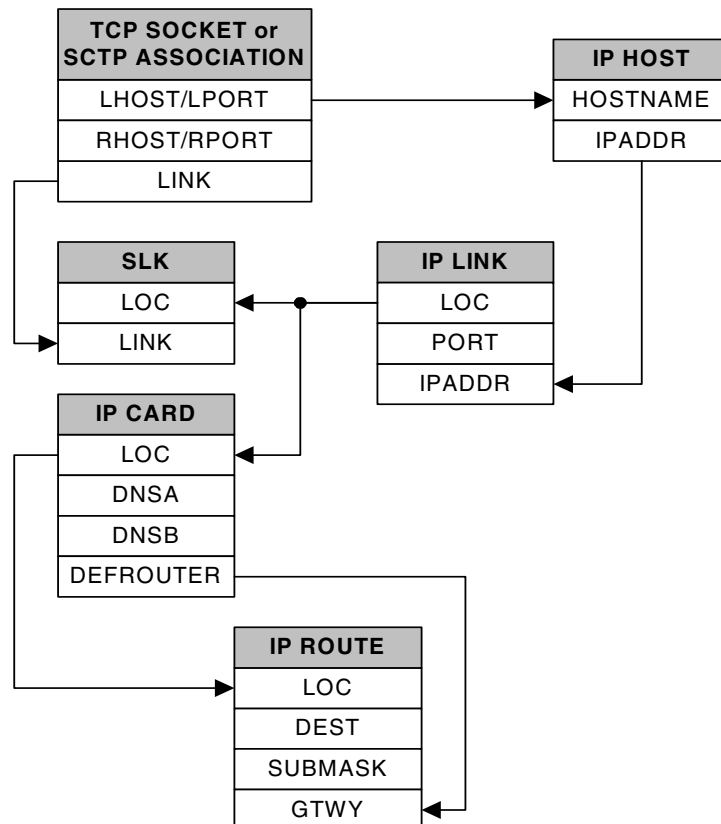 TCP SOCKET or
SCTP ASSOCIATION
LHOST/LPORT
RHOST/RPORT
LINK
IP HOST
HOSTNAME
IPADDR
SLK
LOC
LINK
IP LINK
LOC
PORT
IPADDR
IP CARD
LOC
DNSA
DNSB
DEFROUTER
IP ROUTE
LOC
DEST
SUBMASK
GTWY